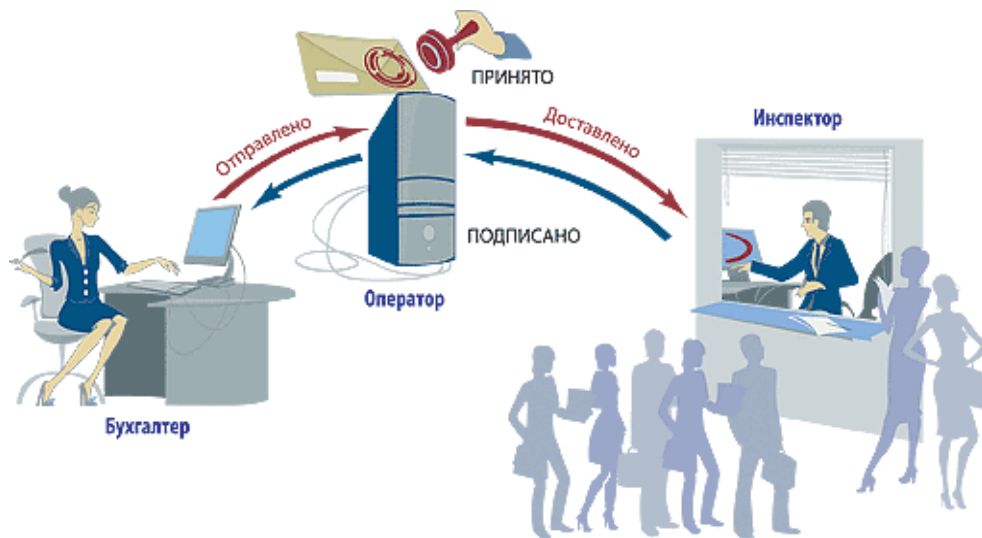 ПРИНЯТО
Отправлено
Доставлено
Инспектор
ПОДПИСАНО
Оператор
Бухгалтер